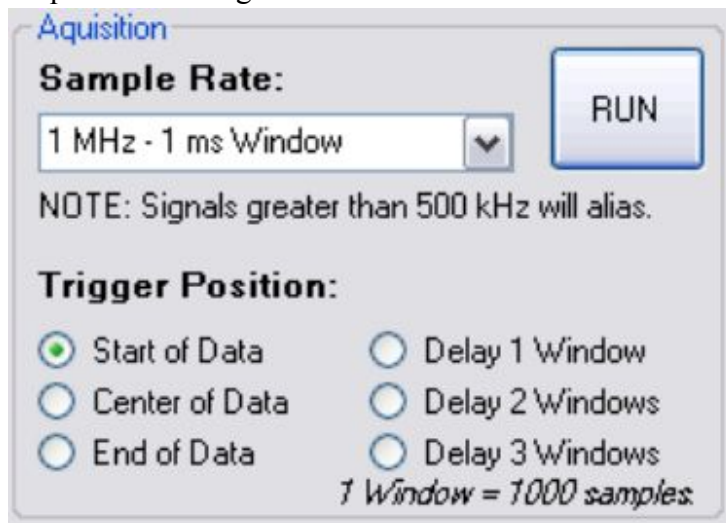 Aquisition
Sample Rate:
RUN
1 MHz - 1 ms Window
NOTE: Signals greater than 500 kHz will alias.
Trigger Position:
Start of Data
Delay 1 Window
Center of Data
Delay 2 Windows
End of Data
Delay 3 Windows
1 Window = 1000 samples